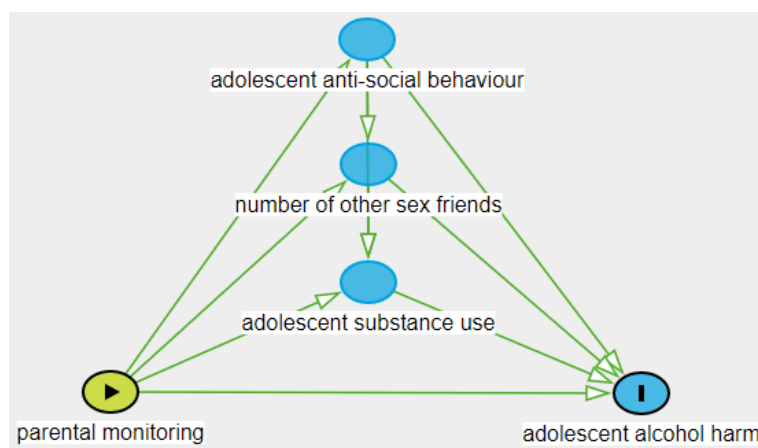 adolescent anti-social behaviour
number of other sex friends
adolescent substance use
parental monitoring
adolescent alcohol harm